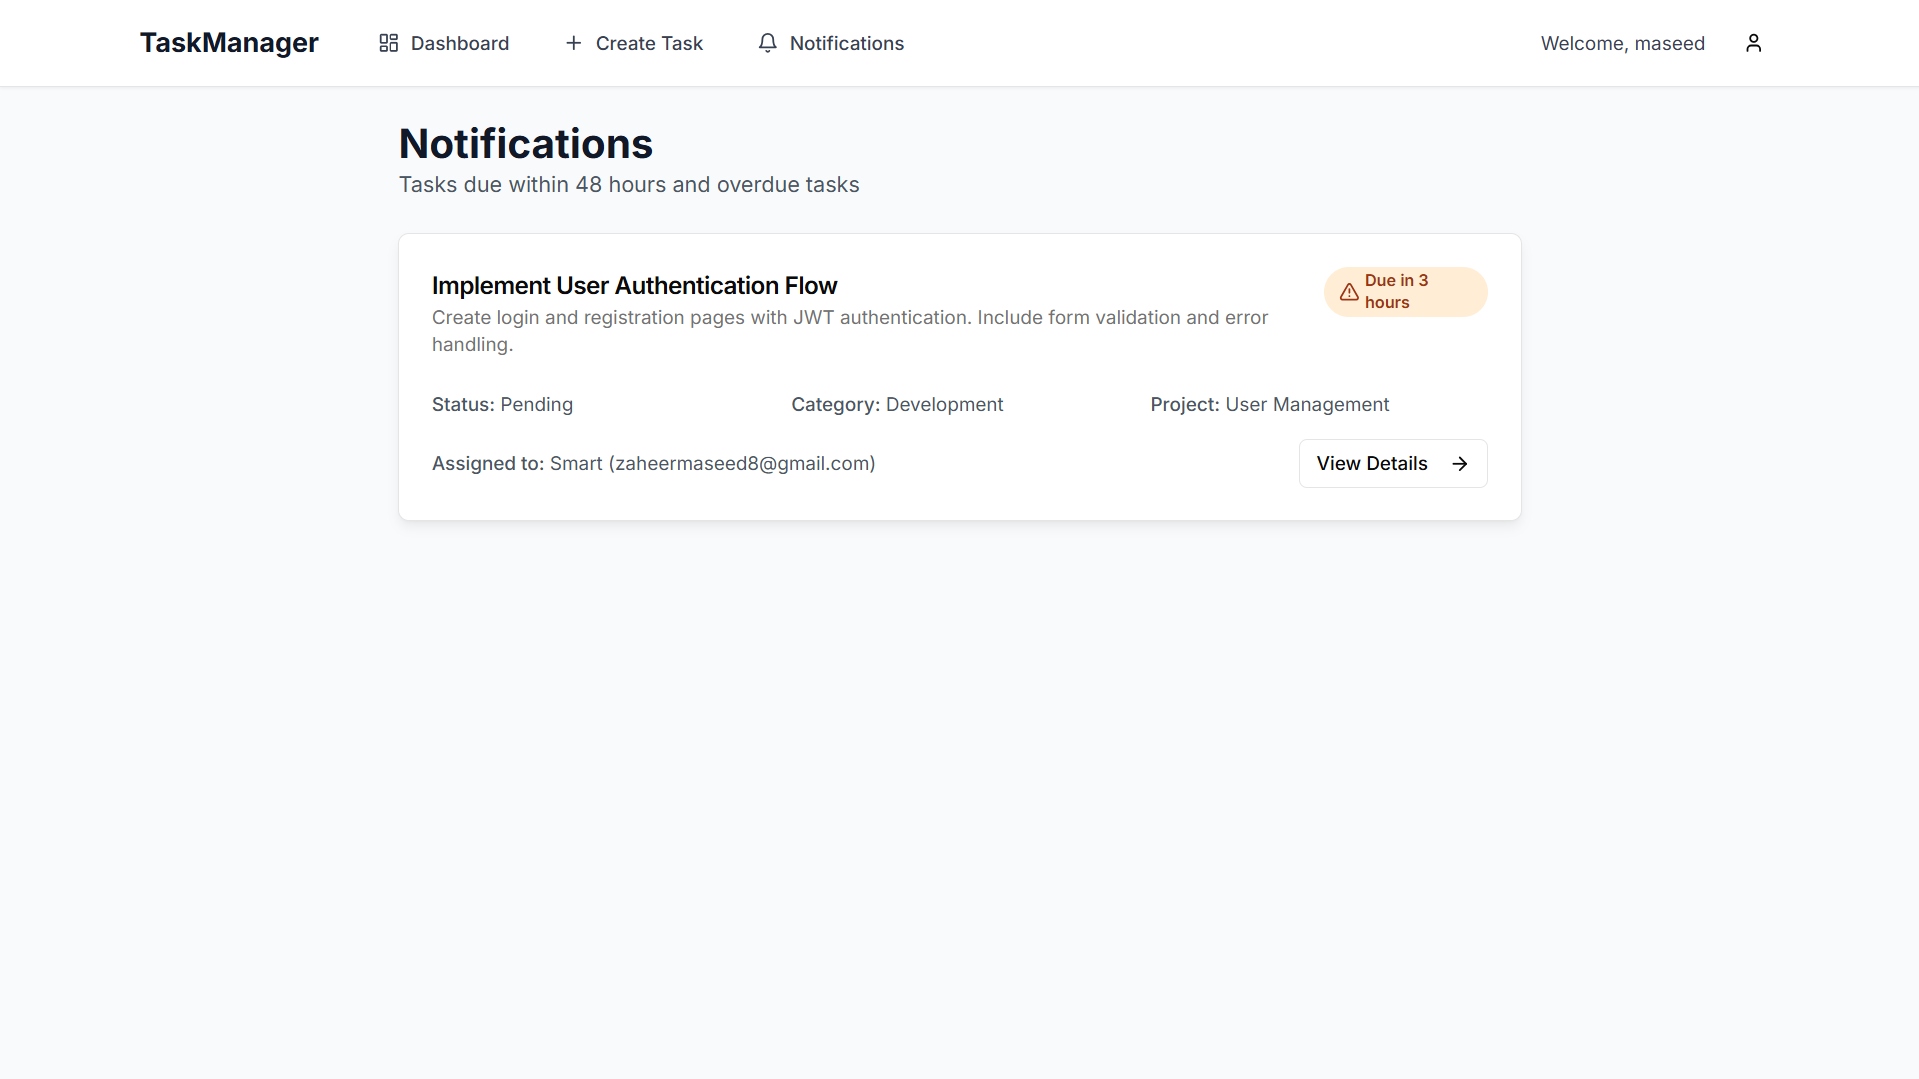 TaskManager
Dashboard
Create Task
Notifications
Welcome, maseed
Notifications
Tasks due within 48 hours and overdue tasks
Implement User Authentication Flow
Due in 3
hours
Create login and registration pages with JWT authentication. Include form validation and error
handling.
Status: Pending
Category: Development
Project: User Management
Assigned to: Smart (zaheermaseed8@gmail.com)
View Details